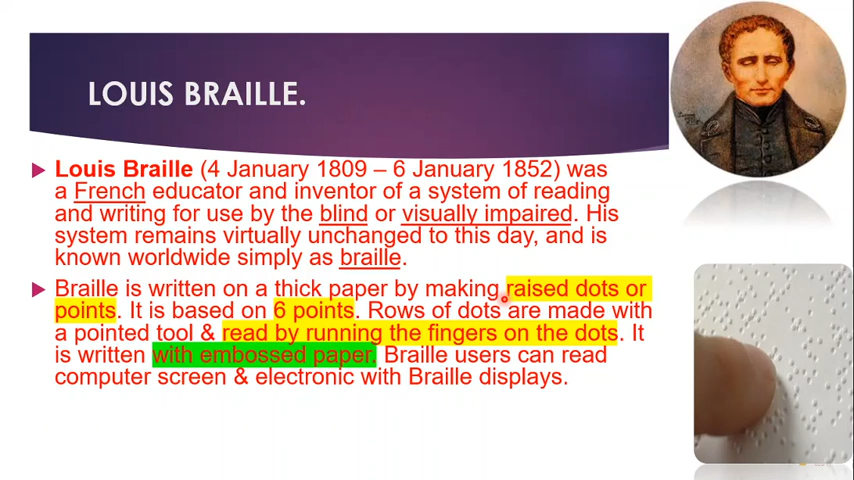 LOUIS BRAILLE.
Louis Braille (4 January 1809 – 6 January 1852) was
a French educator and inventor of a system of reading
and writing for use by the blind or visually impaired. His
system remains virtually unchanged to this day, and is
known worldwide simply as braille.
Braille is written on a thick paper by making raised dots or
points. It is based on 6 points. Rows of dots are made with
a pointed tool & read by running the fingers on the dots. It
is written with embossed paper. Braille users can read
computer screen & electronic with Braille displays.